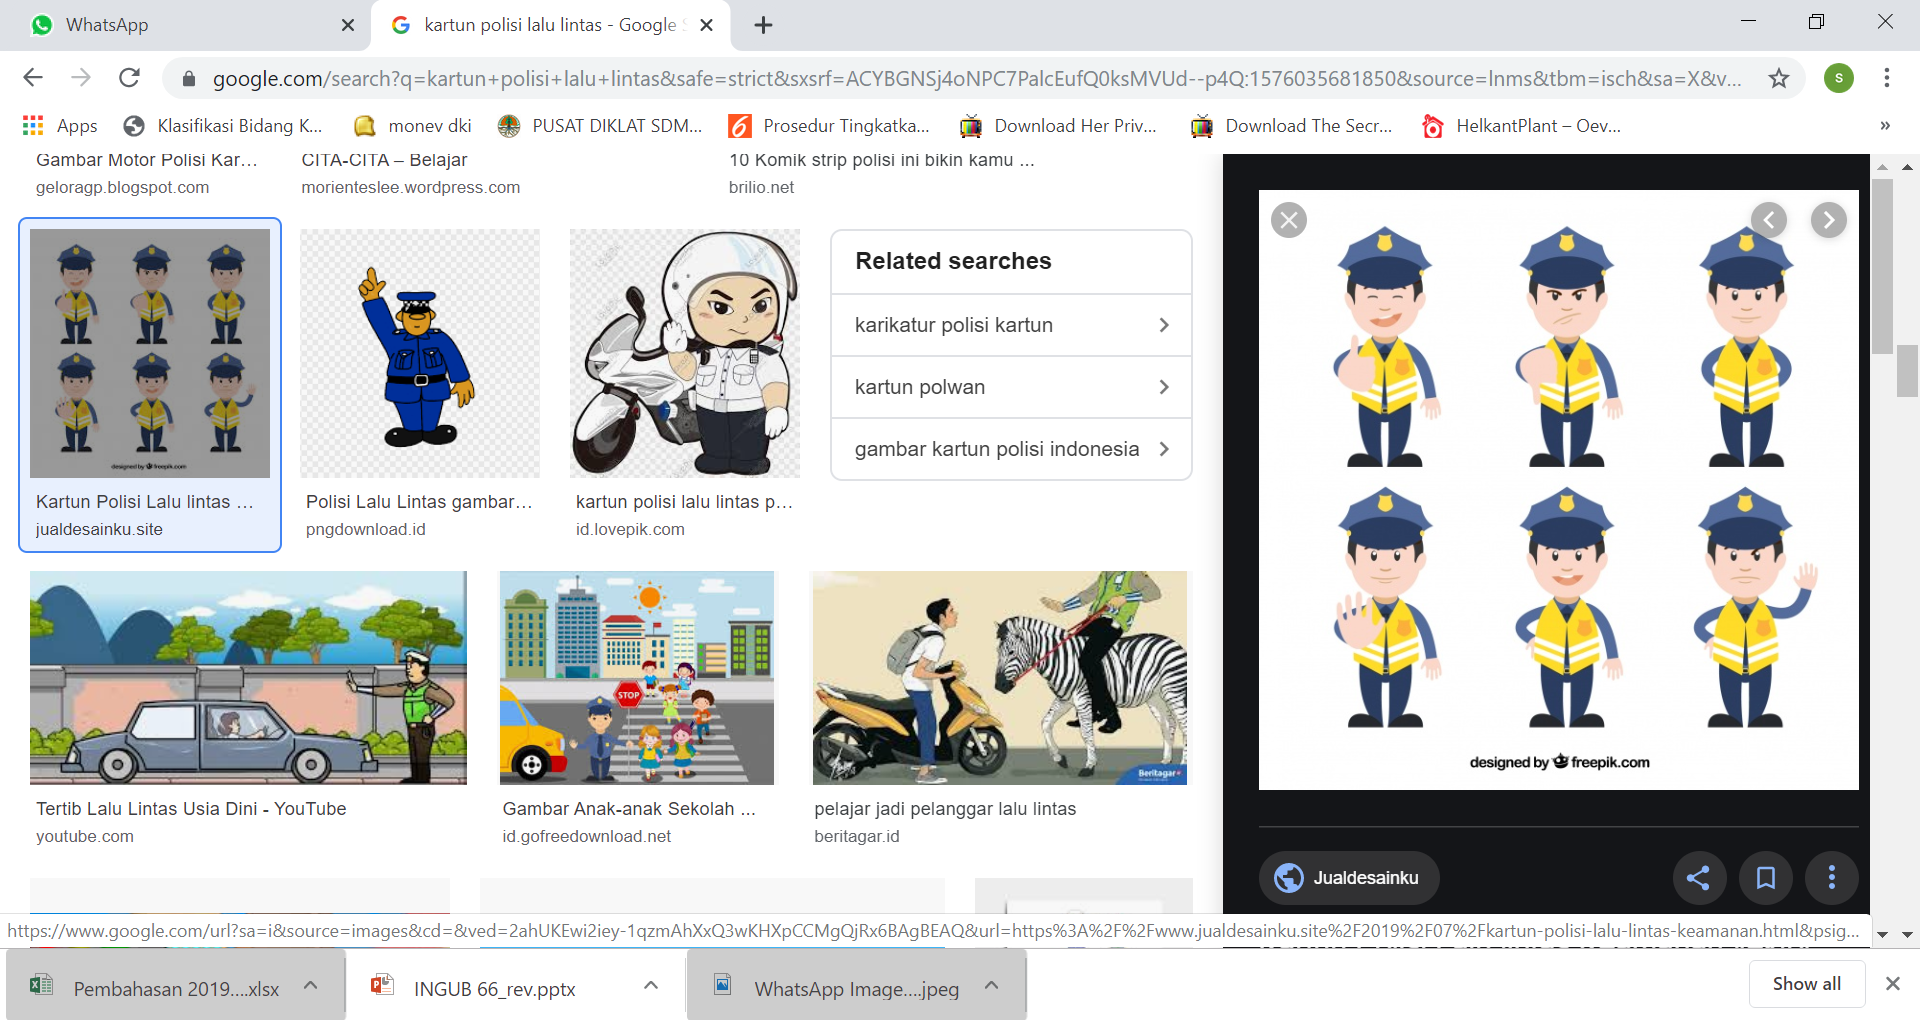 WhatsApp
kartun polisi lalu lintas - Google
google.com/search?q=kartun+polisi+lalu+lintas&safe=strict&sxsrf=ACYBGNSj4oNPC7PalcEufQ0ksMVUd--p4Q:1576035681850&source=lnms&tbm=isch&sa=X&v...
S
Apps
Klasifikasi Bidang K...
monev dki
PUSAT DIKLAT SDM...
Prosedur Tingkatka...
Download Her Priv...
Download The Secr...
HelkantPlant – Oev...
»
Gambar Motor Polisi Kar...
geloragp.blogspot.com
CITA-CITA – Belajar
morienteslee.wordpress.com
10 Komik strip polisi ini bikin kamu ...
brilio.net
designed by freepik.com
Kartun Polisi Lalu lintas ...
jualdesainku.site
Polisi Lalu Lintas gambar...
pngdownload.id
kartun polisi lalu lintas p...
id.lovepik.com
Related searches
karikatur polisi kartun
kartun polwan
gambar kartun polisi indonesia
STOP
Beritagar
Tertib Lalu Lintas Usia Dini - YouTube
youtube.com
Gambar Anak-anak Sekolah ...
id.gofreedownload.net
pelajar jadi pelanggar lalu lintas
beritagar.id
designed by freepik.com
Jualdesainku
https://www.google.com/url?sa=i&source=images&cd=&ved=2ahUKEwi2iey-1qzmAhXxQ3wKHXpCCMgQjRx6BAgBEAQ&url=https%3A%2F%2Fwww.jualdesainku.site%2F2019%2F07%2Fkartun-polisi-lalu-lintas-keamanan.html&psig...
Pembahasan 2019....xlsx
INGUB 66_rev.pptx
WhatsApp Image....jpeg
Show all